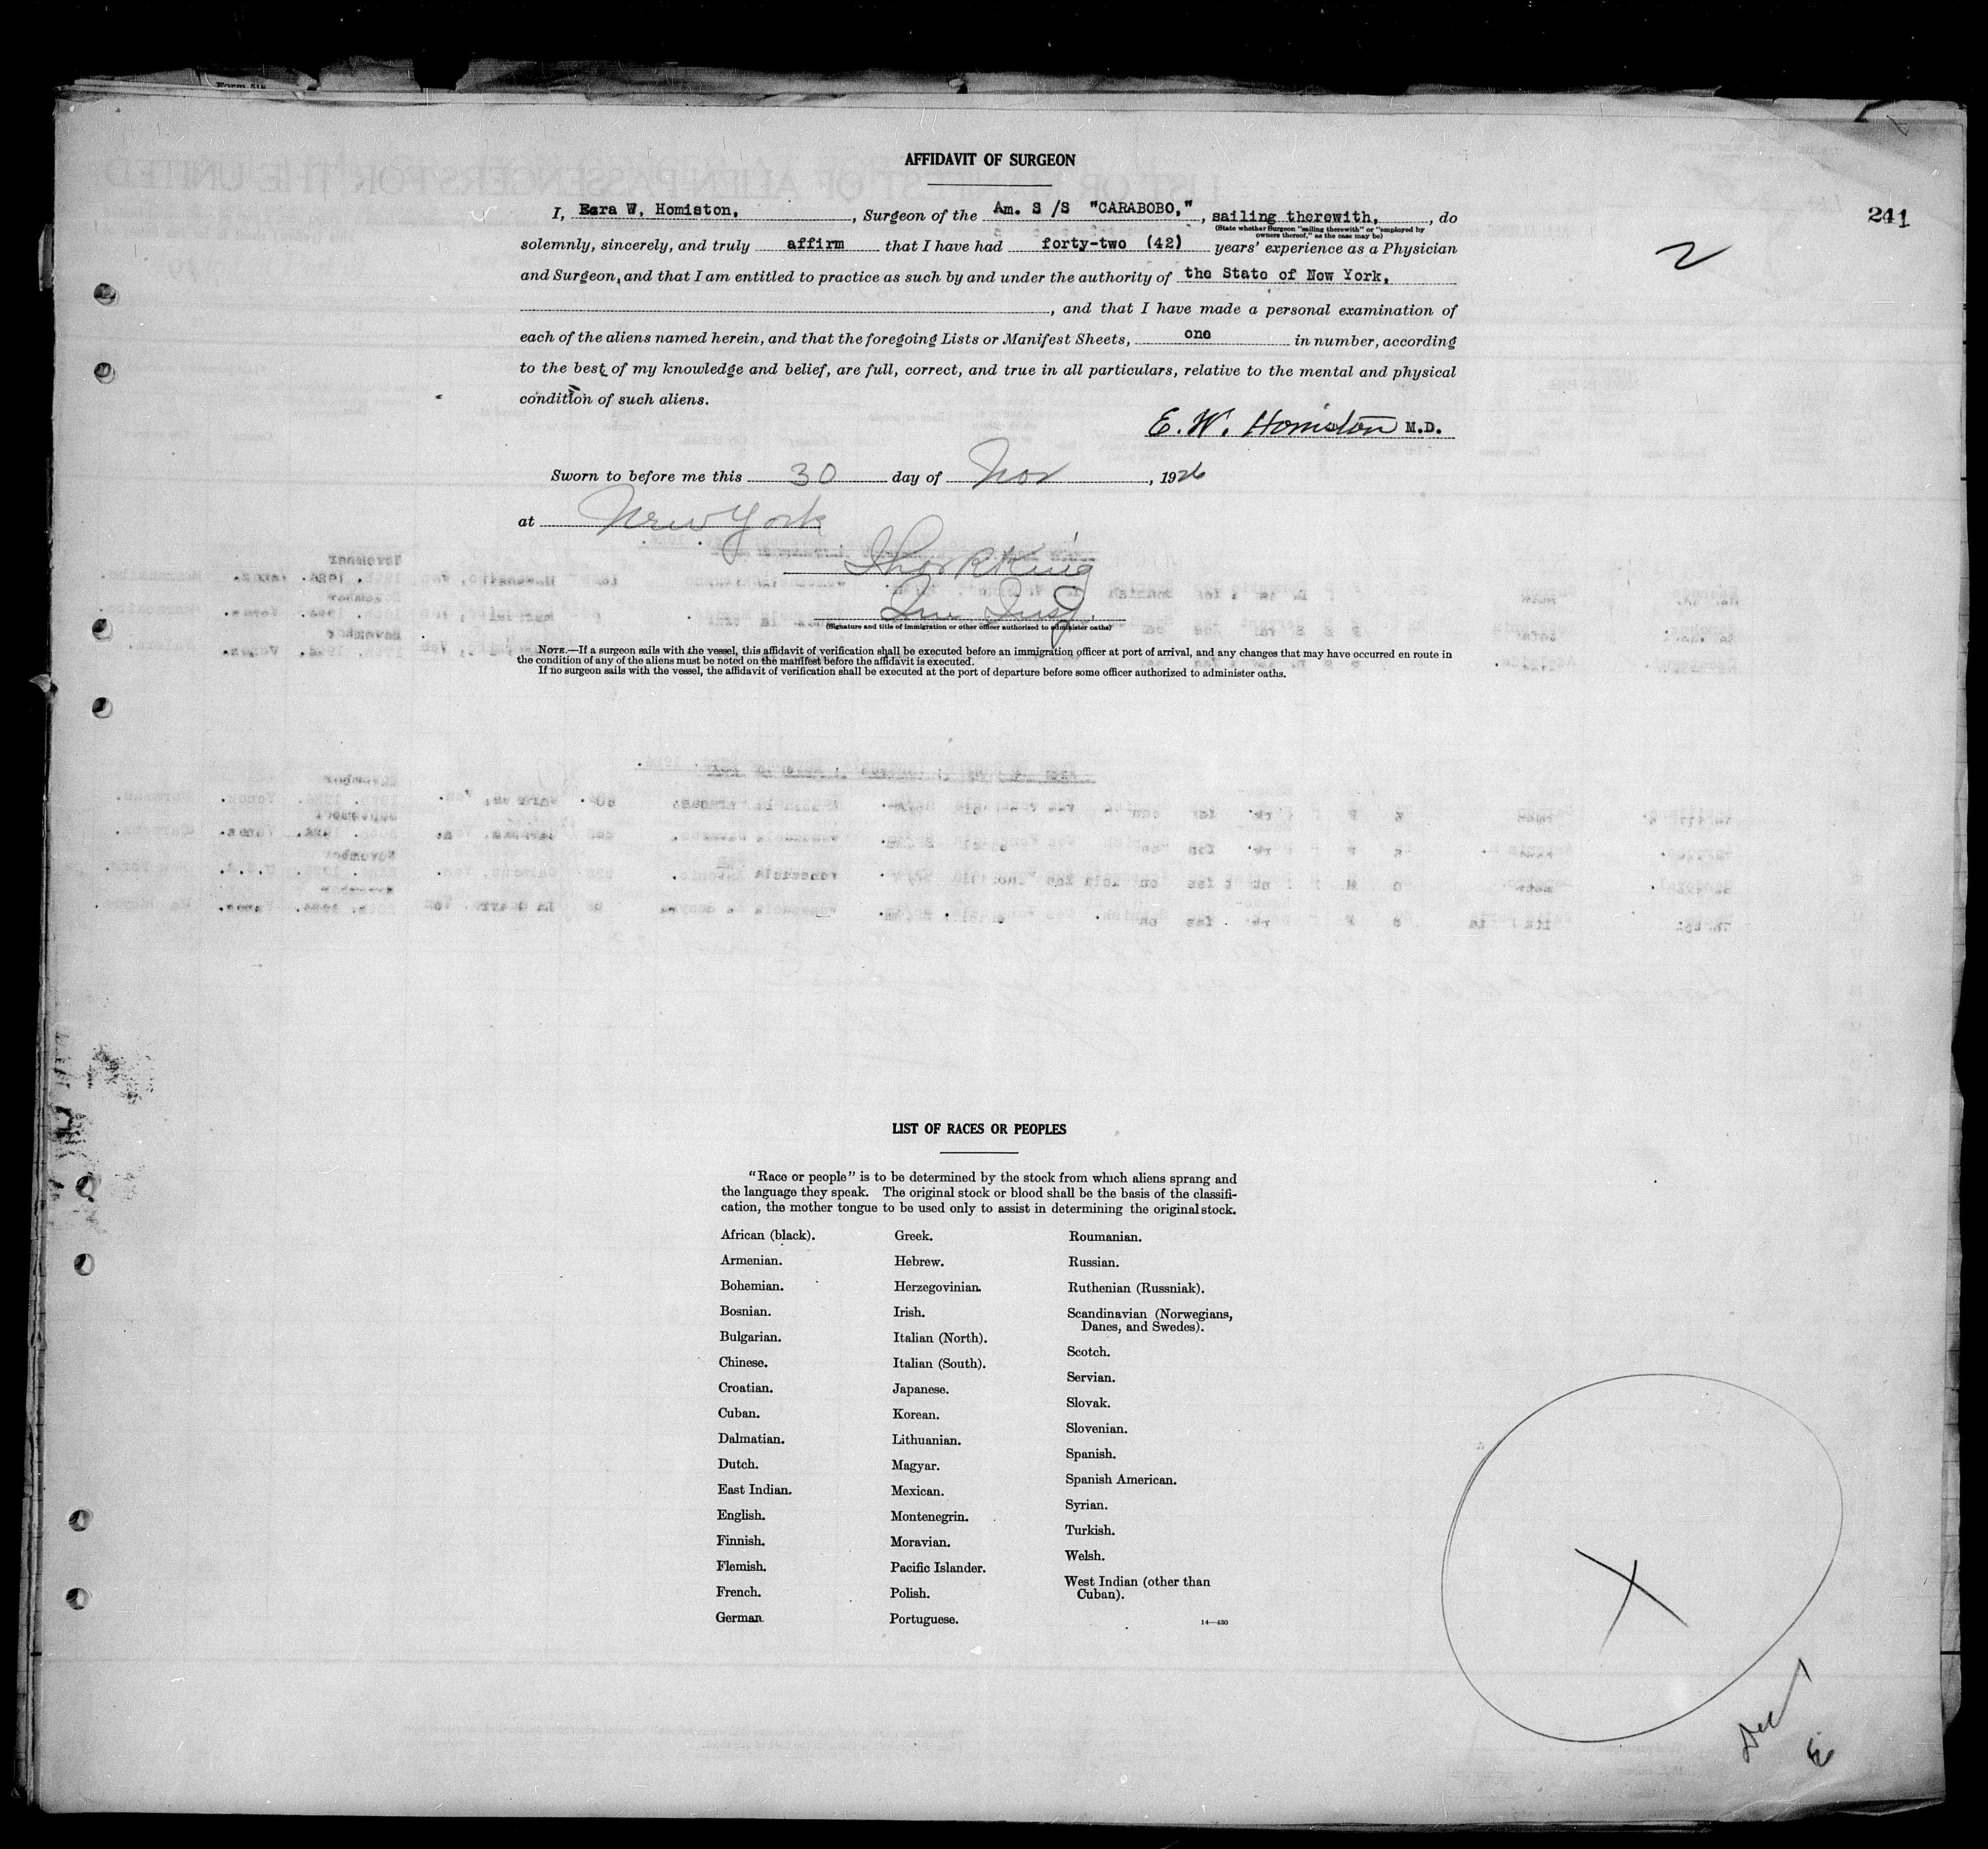 Form 518
AFFIDAVIT OF SURGEON
I, Ezra W. Homiston, , Surgeon of the Am. S/S "CARABOBO," , sailing therewith, , do
(State whether Surgeon "sailing therewith" or "employed by
owners thereof," as the case may be)
241
2
solemnly, sincerely, and truly affirm that I have had forty-two (42) years' experience as a Physician
and Surgeon, and that I am entitled to practice as such by and under the authority of the State of New York,
, and that I have made a personal examination of
each of the aliens named herein, and that the foregoing Lists or Manifest Sheets, one in number, according
to the best of my knowledge and belief, are full, correct, and true in all particulars, relative to the mental and physical
condition of such aliens.
E. W. Homiston M.D.
Sworn to before me this 30 day of Nov , 1926
at New York
(Signature and title of immigration or other officer authorized to administer oaths)
NOTE.—If a surgeon sails with the vessel, this affidavit of verification shall be executed before an immigration officer at port of arrival, and any changes that may have occurred en route in
the condition of any of the aliens must be noted on the manifest before the affidavit is executed.
If no surgeon sails with the vessel, the affidavit of verification shall be executed at the port of departure before some officer authorized to administer oaths.
LIST OF RACES OR PEOPLES
"Race or people" is to be determined by the stock from which aliens sprang and
the language they speak. The original stock or blood shall be the basis of the classifi-
cation, the mother tongue to be used only to assist in determining the original stock.
African (black).
Armenian.
Bohemian.
Bosnian.
Bulgarian.
Chinese.
Croatian.
Cuban.
Dalmatian.
Dutch.
East Indian.
English.
Finnish.
Flemish.
French.
German
Greek.
Hebrew.
Herzegovinian.
Irish.
Italian (North).
Italian (South).
Japanese.
Korean.
Lithuanian.
Magyar.
Mexican.
Montenegrin.
Moravian.
Pacific Islander.
Polish.
Portuguese.
Roumanian.
Russian.
Ruthenian (Russniak).
Scandinavian (Norwegians,
Danes, and Swedes).
Scotch.
Servian.
Slovak.
Slovenian.
Spanish.
Spanish American.
Syrian.
Turkish.
Welsh.
West Indian (other than
Cuban).
14—430
X